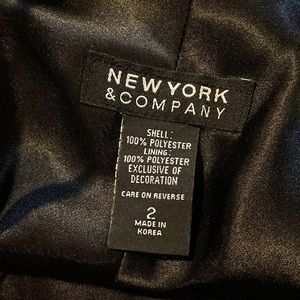 NEW YORK
& COMPANY
SHELL:
100% POLYESTER
LINING:
100% POLYESTER
EXCLUSIVE OF
DECORATION
CARE ON REVERSE
2
MADE IN
KOREA